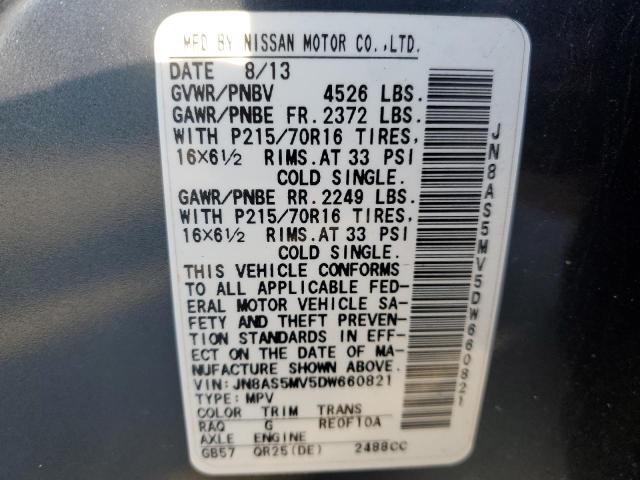 MFD BY NISSAN MOTOR CO.,LTD.
DATE 8/13
GVWR/PNBV 4526 LBS.
GAWR/PNBE FR.2372 LBS.
WITH P215/70R16 TIRES,
16×6½ RIMS.AT 33 PSI
COLD SINGLE.
GAWR/PNBE RR.2249 LBS.
WITH P215/70R16 TIRES,
16×6½ RIMS.AT 33 PSI
COLD SINGLE.
THIS VEHICLE CONFORMS
TO ALL APPLICABLE FED-
ERAL MOTOR VEHICLE SA-
FETY AND THEFT PREVEN-
TION STANDARDS IN EFF-
ECT ON THE DATE OF MA-
NUFACTURE SHOWN ABOVE.
VIN: JN8AS5MV5DW660821
TYPE: MPV
COLOR TRIM TRANS
RAQ G RE0F10A
AXLE ENGINE
GB57 QR25(DE) 2488CC
JN8AS5MV5DW660821